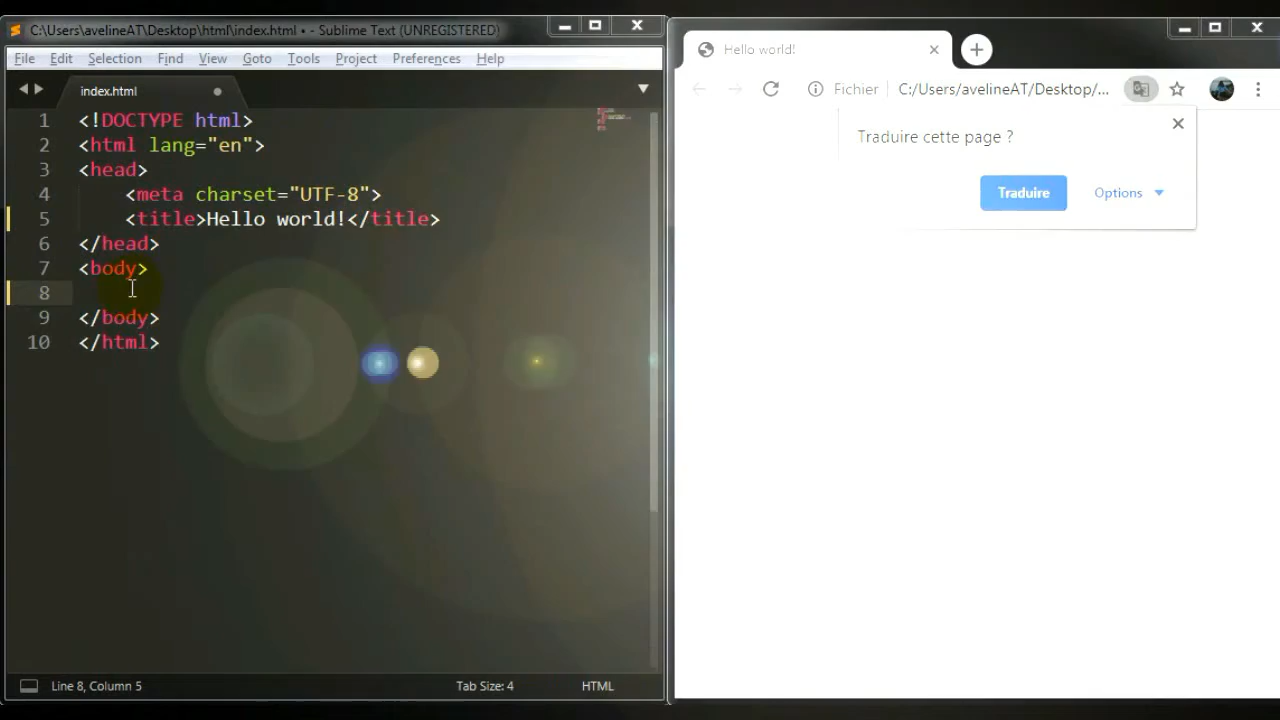 C:\Users\avelineAT\Desktop\html\index.html • - Sublime Text (UNREGISTERED)
File Edit Selection Find View Goto Tools Project Preferences Help
index.html
1 <!DOCTYPE html>
2 <html lang="en">
3 <head>
4 <meta charset="UTF-8">
5 <title>Hello world!</title>
6 </head>
7 <body>
8
9 </body>
10 </html>
Line 8, Column 5 Tab Size: 4 HTML
Hello world!
Fichier C:/Users/avelineAT/Desktop/...
Traduire cette page ?
Traduire Options